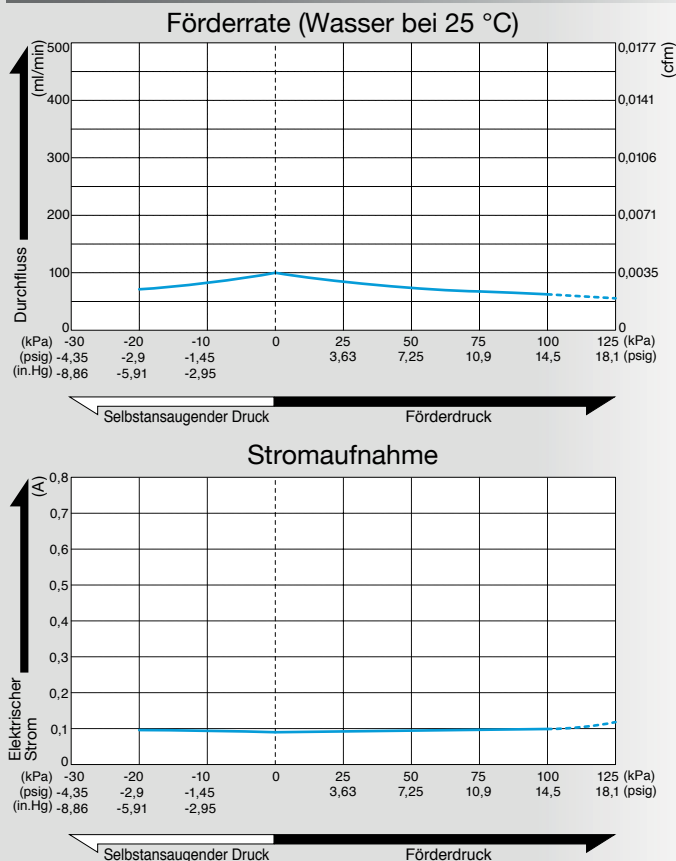 Förderrate (Wasser bei 25 °C)
500
400
300
200
100
0
(ml/min)
Durchfluss
0,0177
0,0141
0,0106
0,0071
0,0035
0
(cfm)
(kPa) -30 -20 -10 0 25 50 75 100 125 (kPa)
(psig) -4,35 -2,9 -1,45 3,63 7,25 10,9 14,5 18,1 (psig)
(in.Hg) -8,86 -5,91 -2,95
Selbstansaugender Druck Förderdruck
Stromaufnahme
0,8
0,7
0,6
0,5
0,4
0,3
0,2
0,1
0
(A)
Elektrischer
Strom
(kPa) -30 -20 -10 0 25 50 75 100 125 (kPa)
(psig) -4,35 -2,9 -1,45 3,63 7,25 10,9 14,5 18,1 (psig)
(in.Hg) -8,86 -5,91 -2,95
Selbstansaugender Druck Förderdruck